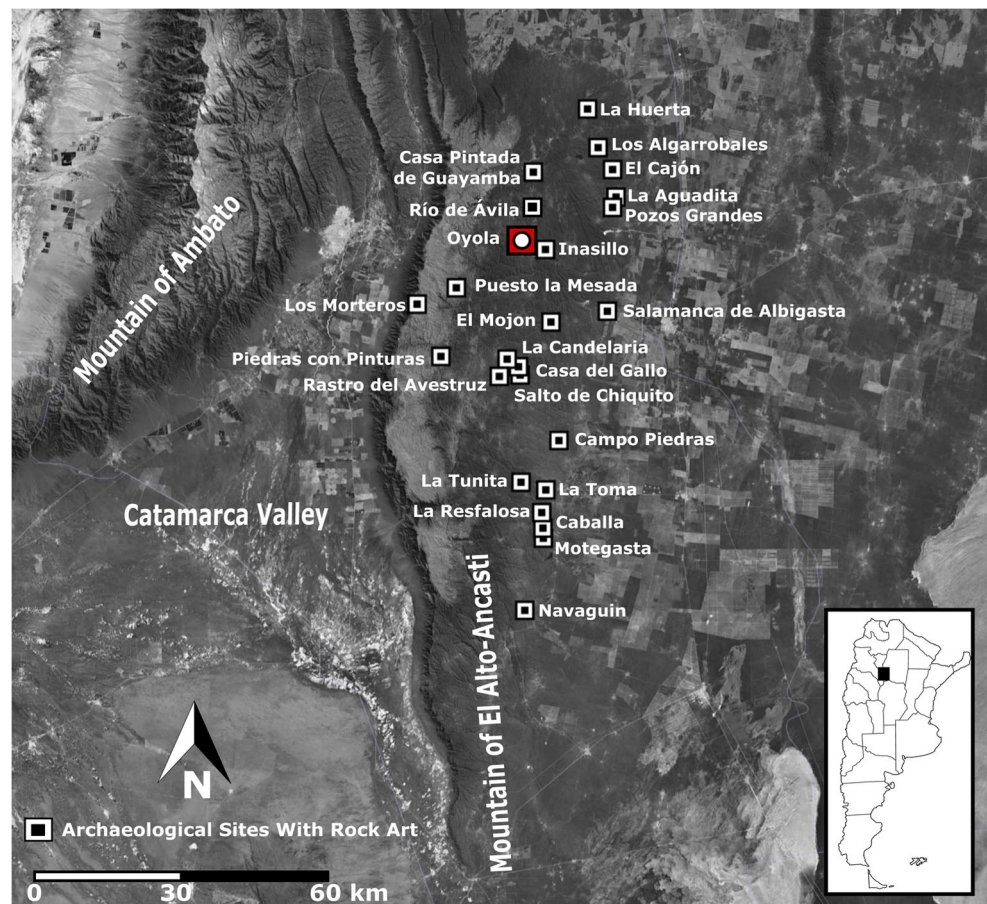 La Huerta
Los Algarrobales
Casa Pintada
de Guayamba
El Cajón
La Aguadita
Río de Ávila
Pozos Grandes
Oyola
Inasillo
Mountain of Ambato
Puesto la Mesada
Los Morteros
Salamanca de Albigasta
El Mojon
La Candelaria
Piedras con Pinturas
Casa del Gallo
Rastro del Avestruz
Salto de Chiquito
Campo Piedras
La Tunita
La Toma
La Resfalosa
Catamarca Valley
Caballa
Motegasta
Navaguin
Mountain of El Alto-Ancasti
N
Archaeological Sites With Rock Art
0 30 60 km